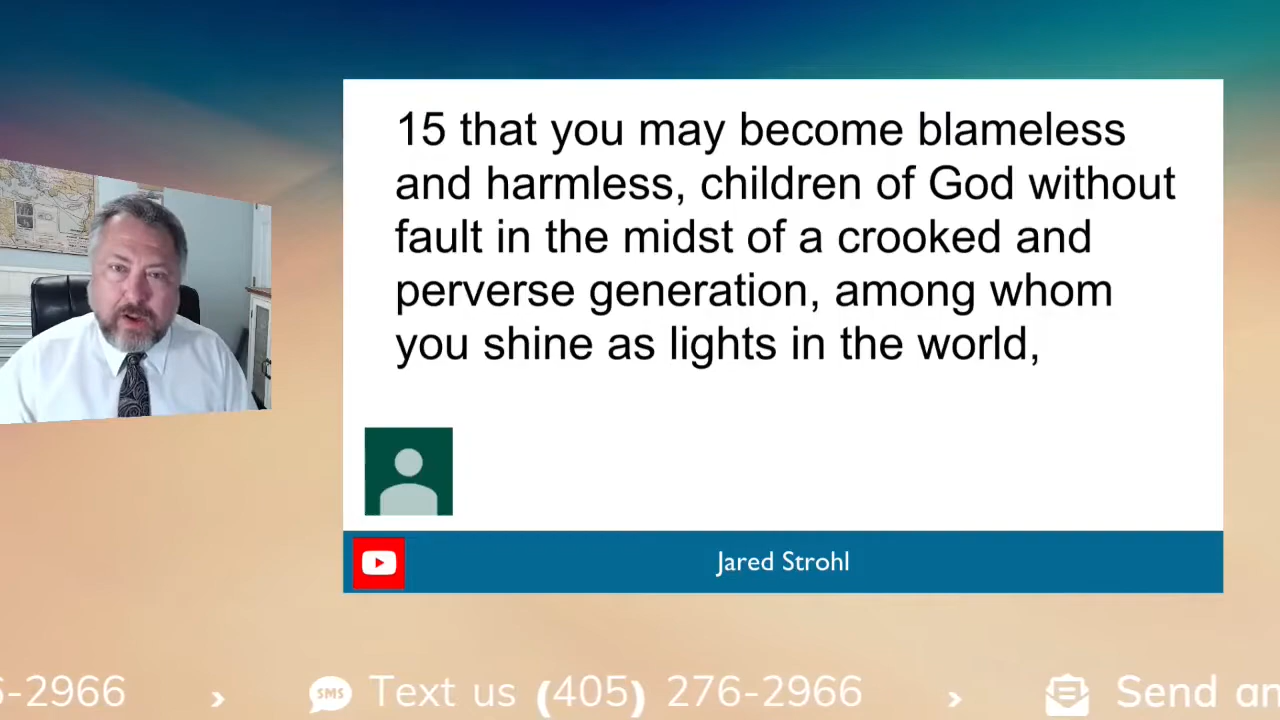 15 that you may become blameless
and harmless, children of God without
fault in the midst of a crooked and
perverse generation, among whom
you shine as lights in the world,
Jared Strohl
6-2966 › SMS Text us (405) 276-2966 › Send an